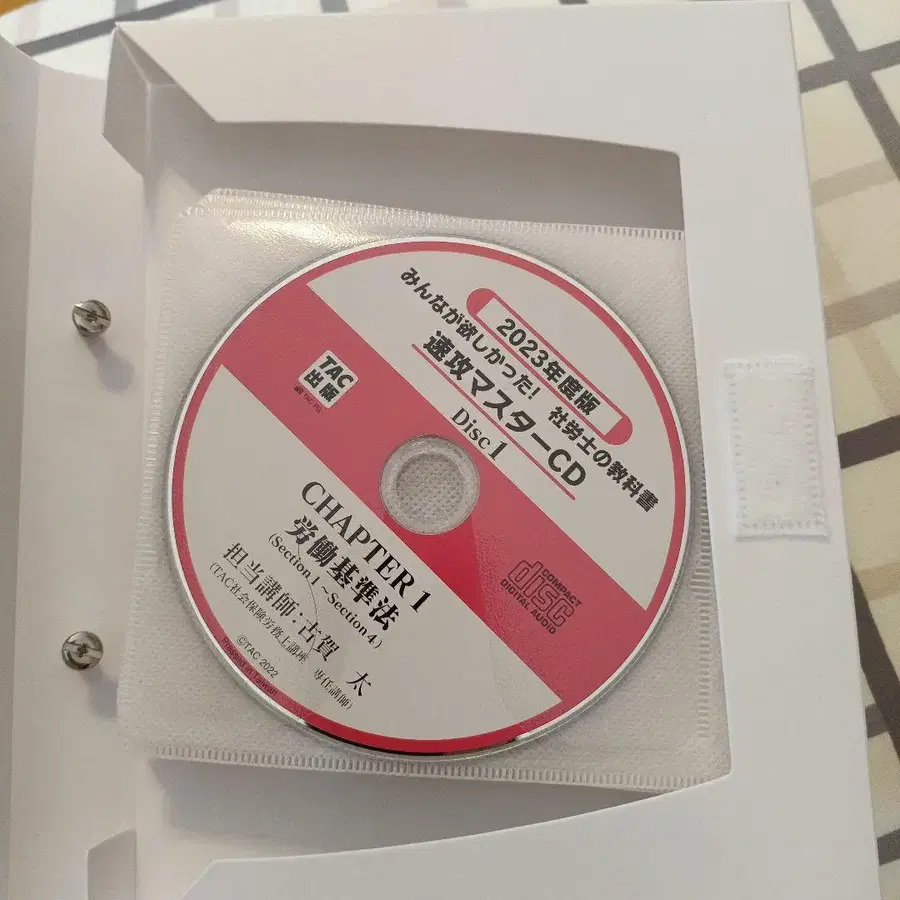 2023年度版
みんなが欲しかった! 社労士の教科書
速攻マスターCD
Disc 1
TAC
出版
CHAPTER 1
労働基準法
(Section 1 ~Section 4)
担当講師:古賀 太
(TAC社会保険労務士講座 専任講師)
©TAC 2022
Pressed in Taiwan
COMPACT
disc
DIGITAL AUDIO